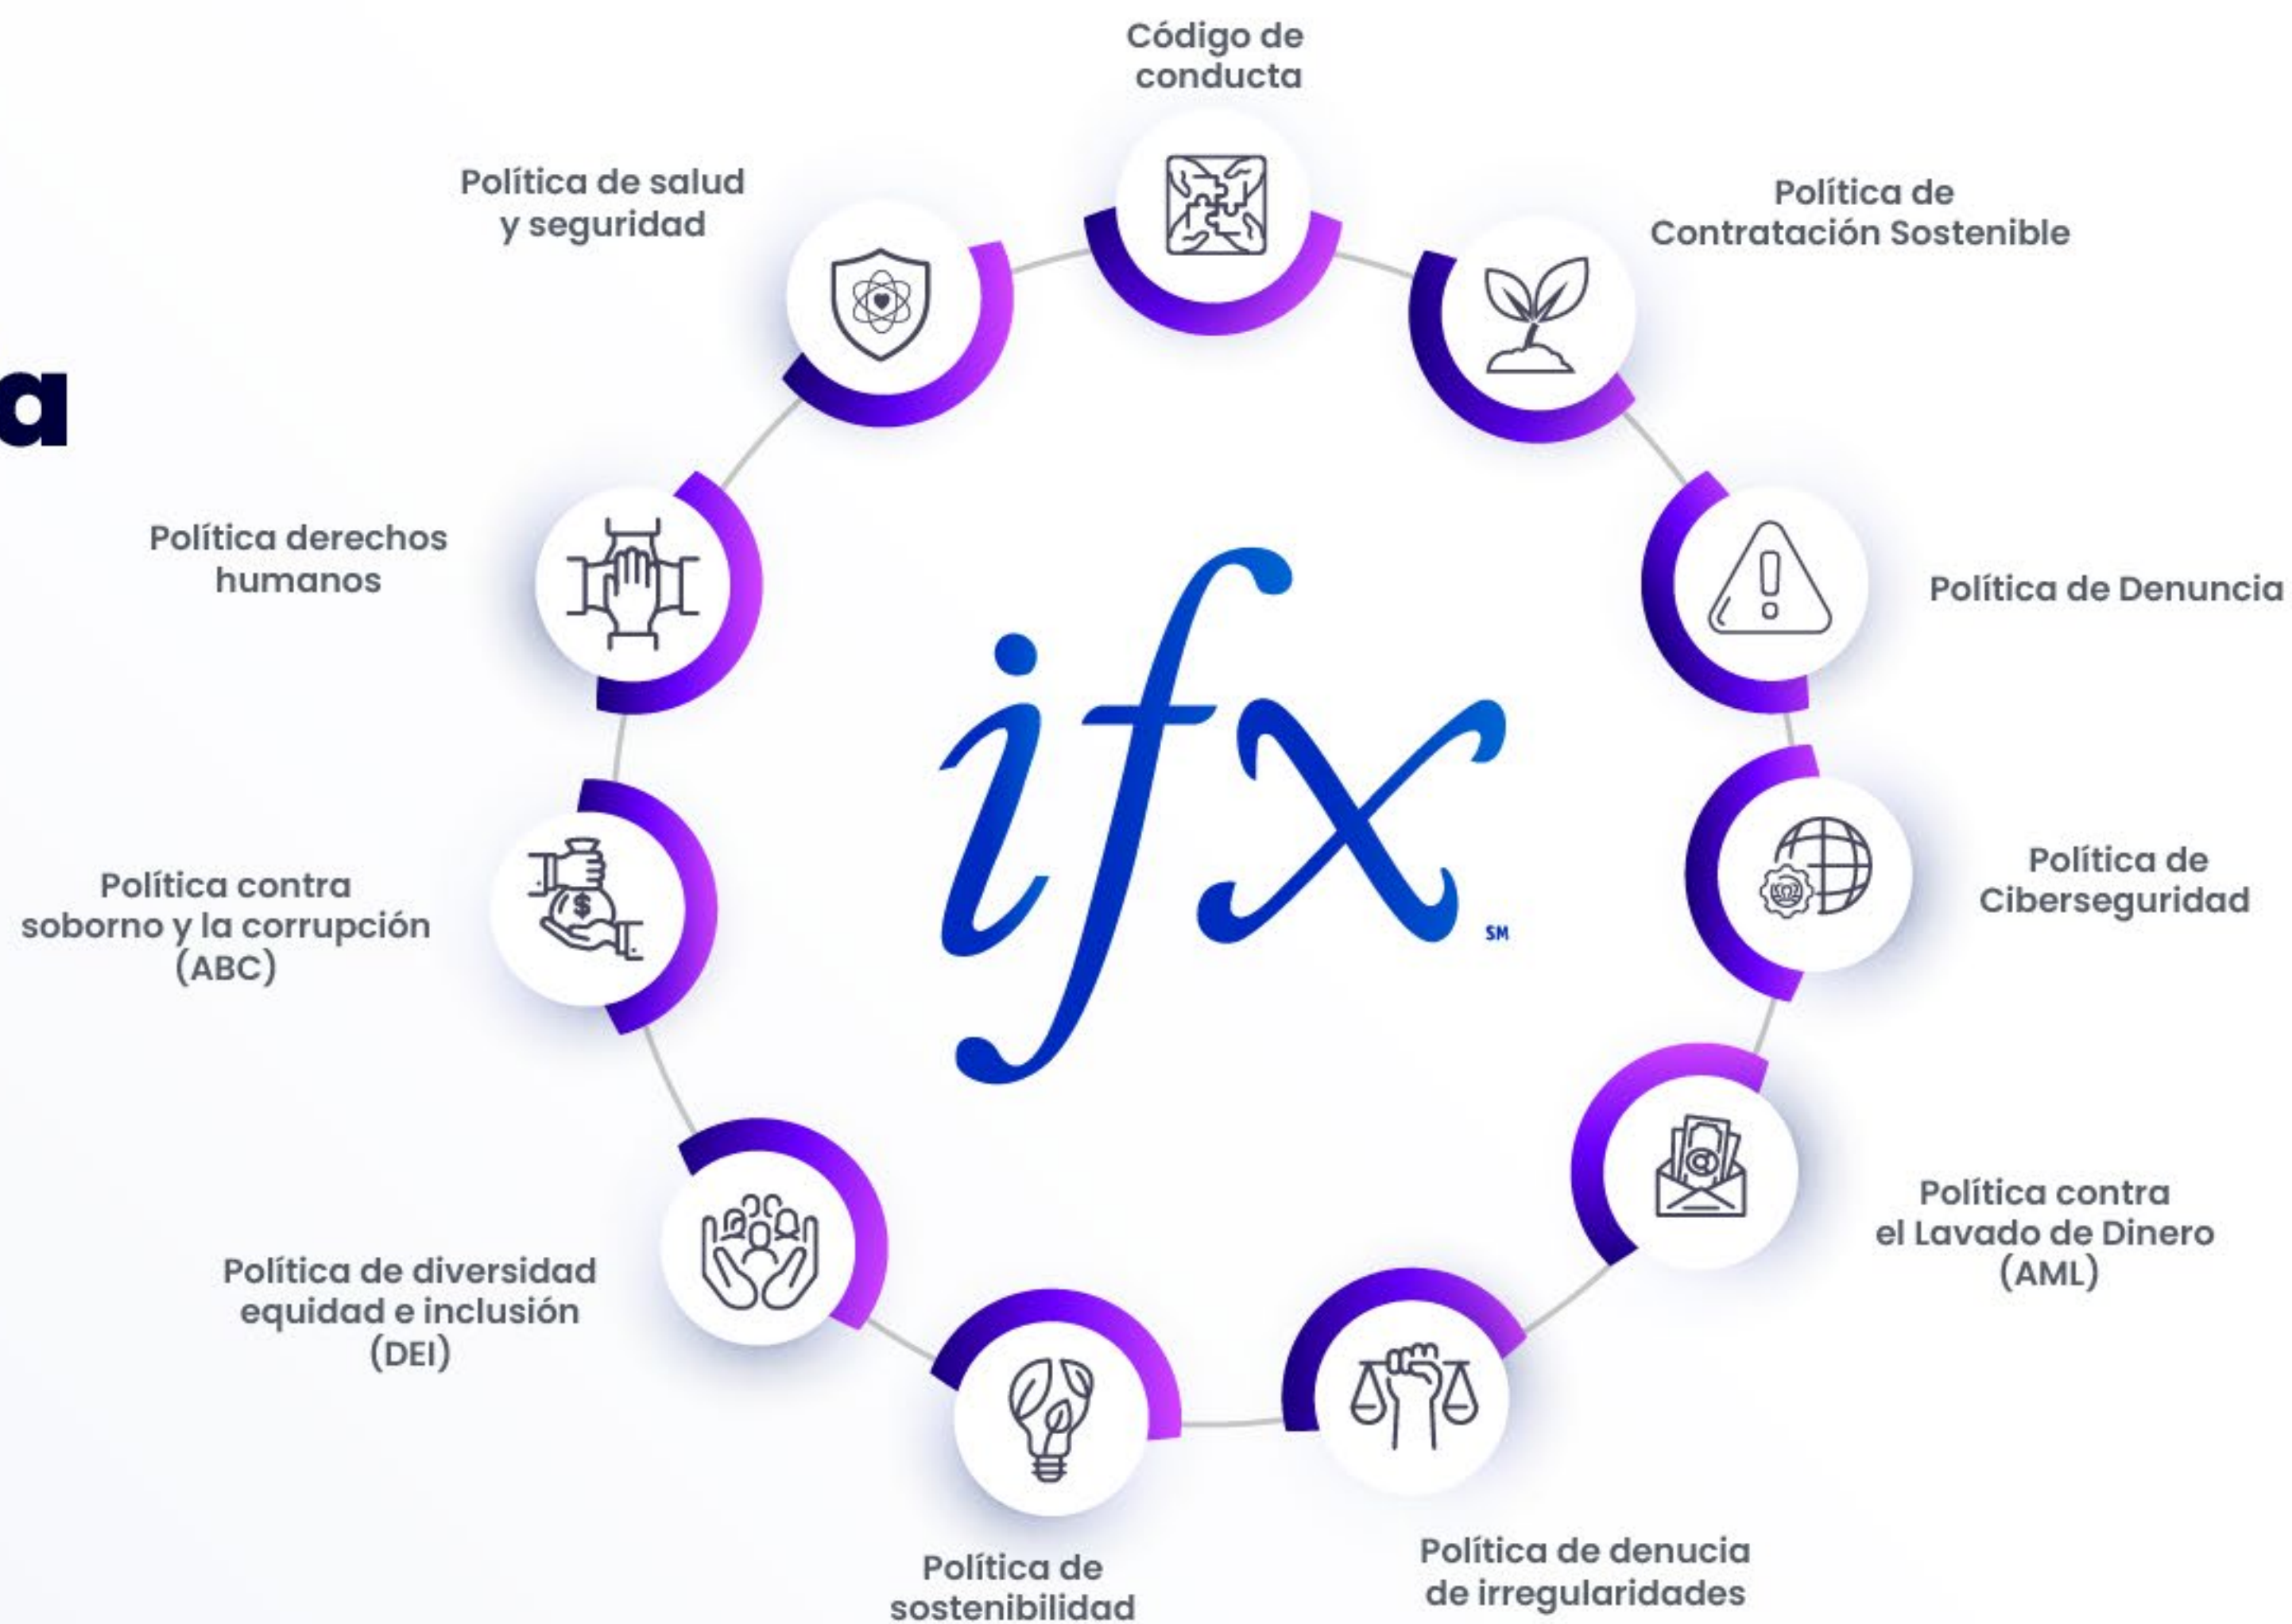 Código de
conducta
Política de
Contratación Sostenible
Política de Denuncia
Política de
Ciberseguridad
Política contra
el Lavado de Dinero
(AML)
Política de denucia
de irregularidades
Política de
sostenibilidad
Política de diversidad
equidad e inclusión
(DEI)
Política contra
soborno y la corrupción
(ABC)
Política derechos
humanos
Política de salud
y seguridad
a
ifx
SM
$